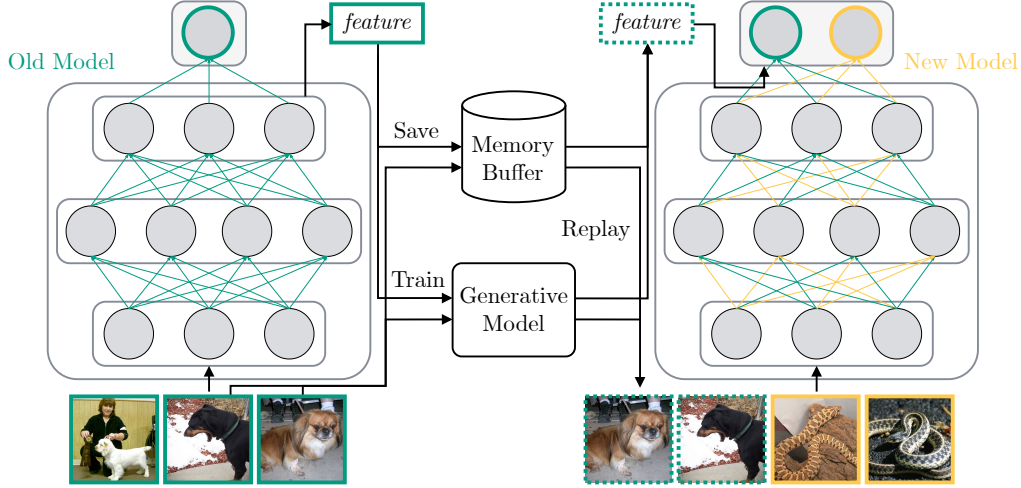 feature
feature
Old Model
New Model
Save
Memory
Buffer
Replay
Train
Generative
Model